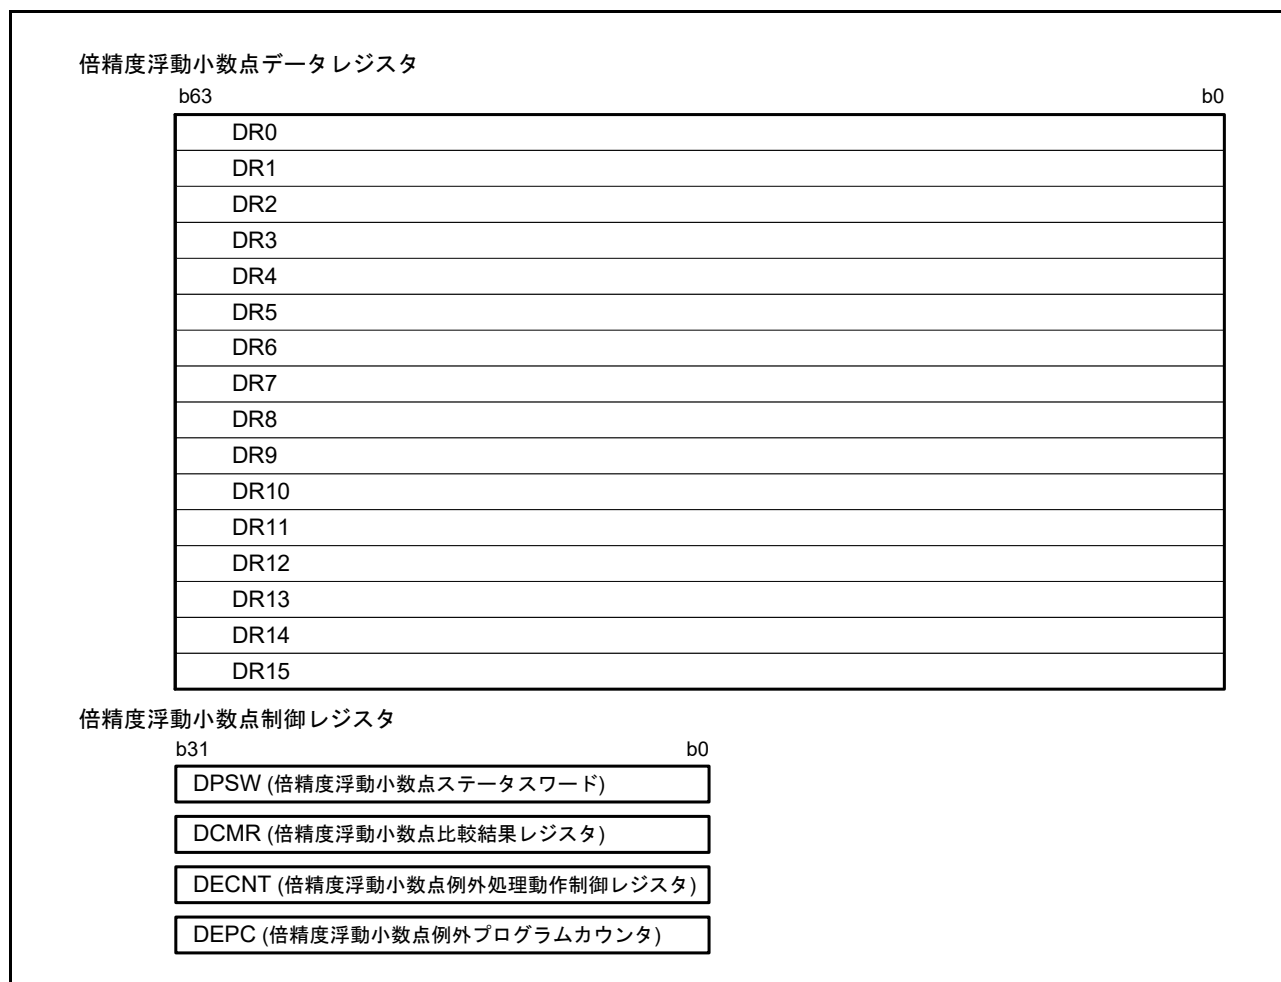 倍精度浮動小数点データレジスタ
b63 b0
DR0
DR1
DR2
DR3
DR4
DR5
DR6
DR7
DR8
DR9
DR10
DR11
DR12
DR13
DR14
DR15
倍精度浮動小数点制御レジスタ
b31 b0
DPSW (倍精度浮動小数点ステータスワード)
DCMR (倍精度浮動小数点比較結果レジスタ)
DECNT (倍精度浮動小数点例外処理動作制御レジスタ)
DEPC (倍精度浮動小数点例外プログラムカウンタ)